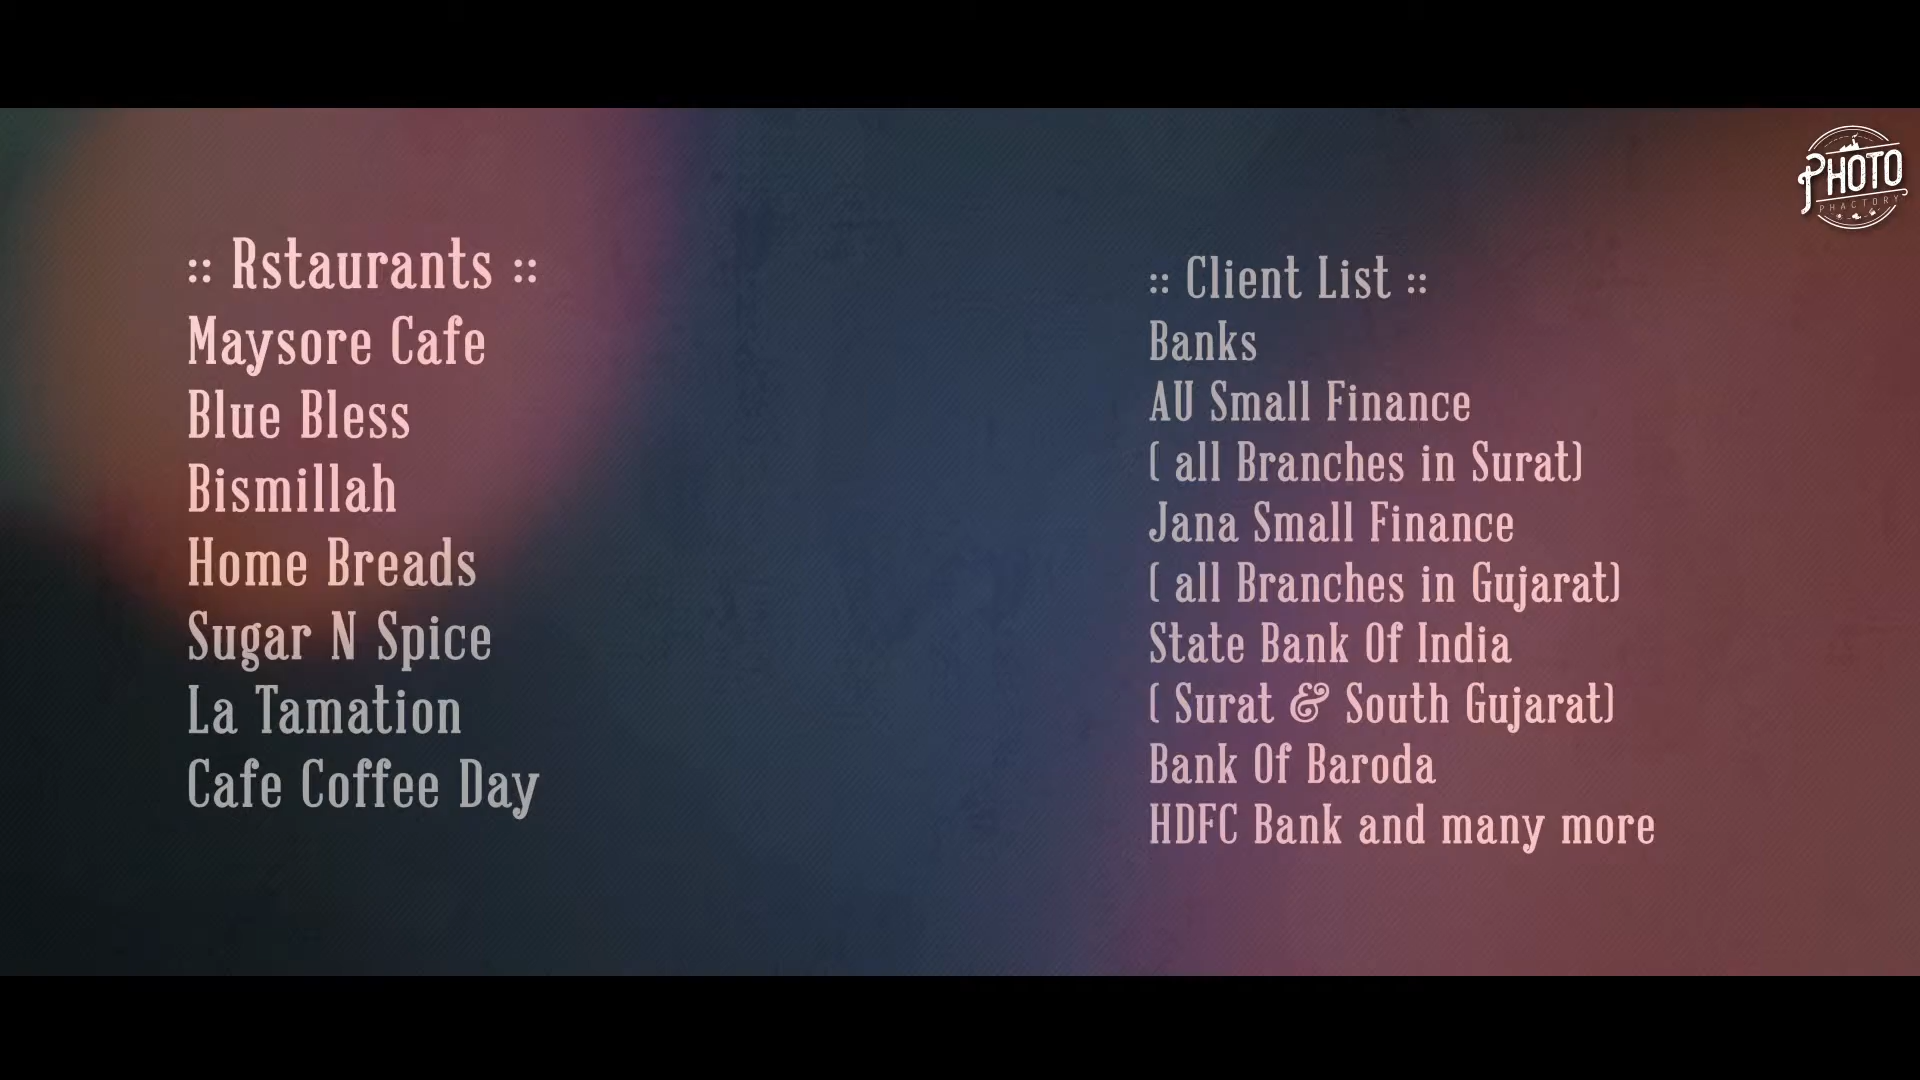 PHOTO
PHACTORY
:: Rstaurants ::
Maysore Cafe
Blue Bless
Bismillah
Home Breads
Sugar N Spice
La Tamation
Cafe Coffee Day
:: Client List ::
Banks
AU Small Finance
( all Branches in Surat)
Jana Small Finance
( all Branches in Gujarat)
State Bank Of India
( Surat & South Gujarat)
Bank Of Baroda
HDFC Bank and many more